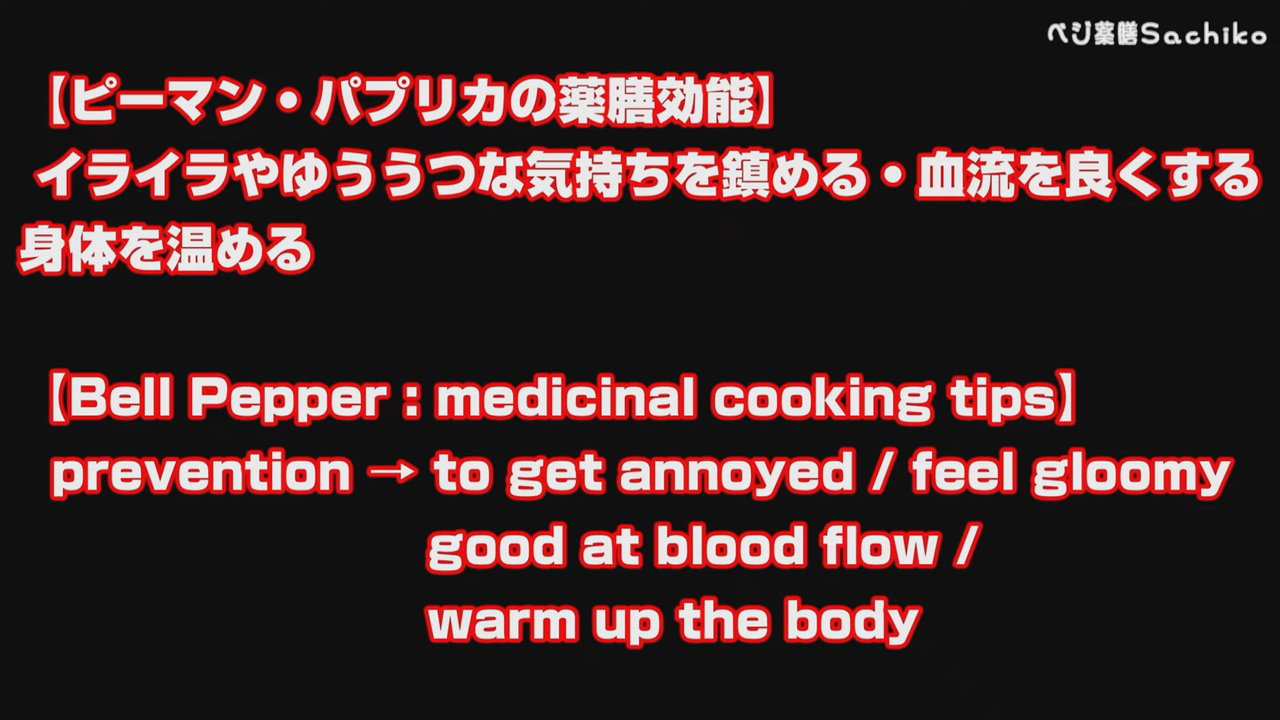 ベジ薬膳Sachiko
【ピーマン・パプリカの薬膳効能】
イライラやゆううつな気持ちを鎮める・血流を良くする
身体を温める
【Bell Pepper : medicinal cooking tips】
prevention → to get annoyed / feel gloomy
good at blood flow /
warm up the body